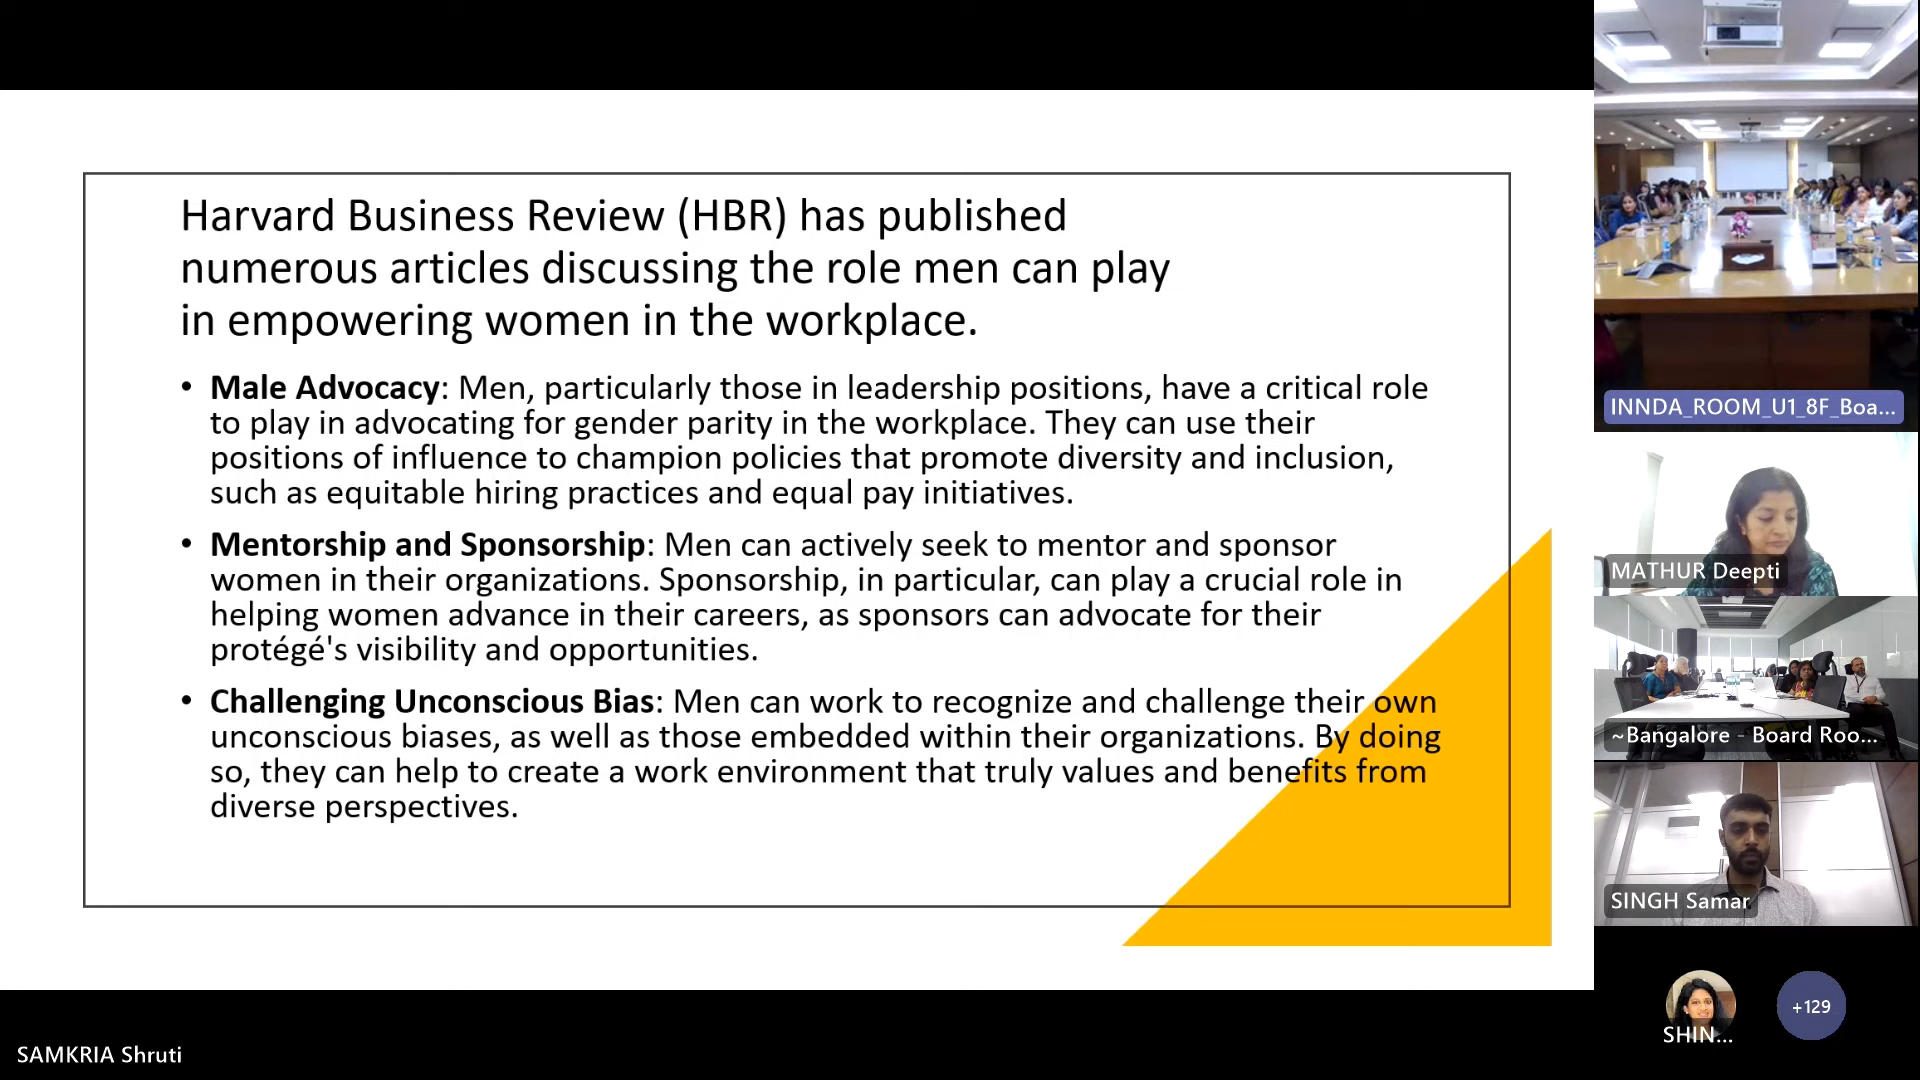 Harvard Business Review (HBR) has published
numerous articles discussing the role men can play
in empowering women in the workplace.
• Male Advocacy: Men, particularly those in leadership positions, have a critical role
to play in advocating for gender parity in the workplace. They can use their
positions of influence to champion policies that promote diversity and inclusion,
such as equitable hiring practices and equal pay initiatives.
• Mentorship and Sponsorship: Men can actively seek to mentor and sponsor
women in their organizations. Sponsorship, in particular, can play a crucial role in
helping women advance in their careers, as sponsors can advocate for their
protégé's visibility and opportunities.
• Challenging Unconscious Bias: Men can work to recognize and challenge their own
unconscious biases, as well as those embedded within their organizations. By doing
so, they can help to create a work environment that truly values and benefits from
diverse perspectives.
SAMKRIA Shruti
INNDA_ROOM_U1_8F_Boa...
MATHUR Deepti
~Bangalore - Board Roo...
SINGH Samar
SHIN...
+129